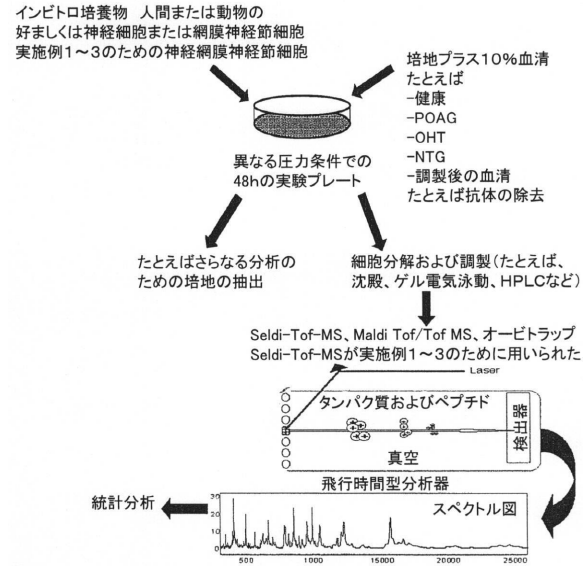 インビトロ培養物 人間または動物の
好ましくは神経細胞または網膜神経節細胞
実施例1～3のための神経網膜神経節細胞
培地プラス10%血清
たとえば
-健康
-POAG
-OHT
-NTG
-調製後の血清
たとえば抗体の除去
異なる圧力条件での
48hの実験プレート
たとえばさらなる分析の
ための培地の抽出
細胞分解および調製(たとえば、
沈殿、ゲル電気泳動、HPLCなど)
Seldi-Tof-MS、Maldi Tof/Tof MS、オービトラップ
Seldi-Tof-MSが実施例1～3のために用いられた
Laser
タンパク質およびペプチド
検出器
真空
飛行時間型分析器
統計分析
スペクトル図
30
20
10
0
500
1000
15000
20000
25000